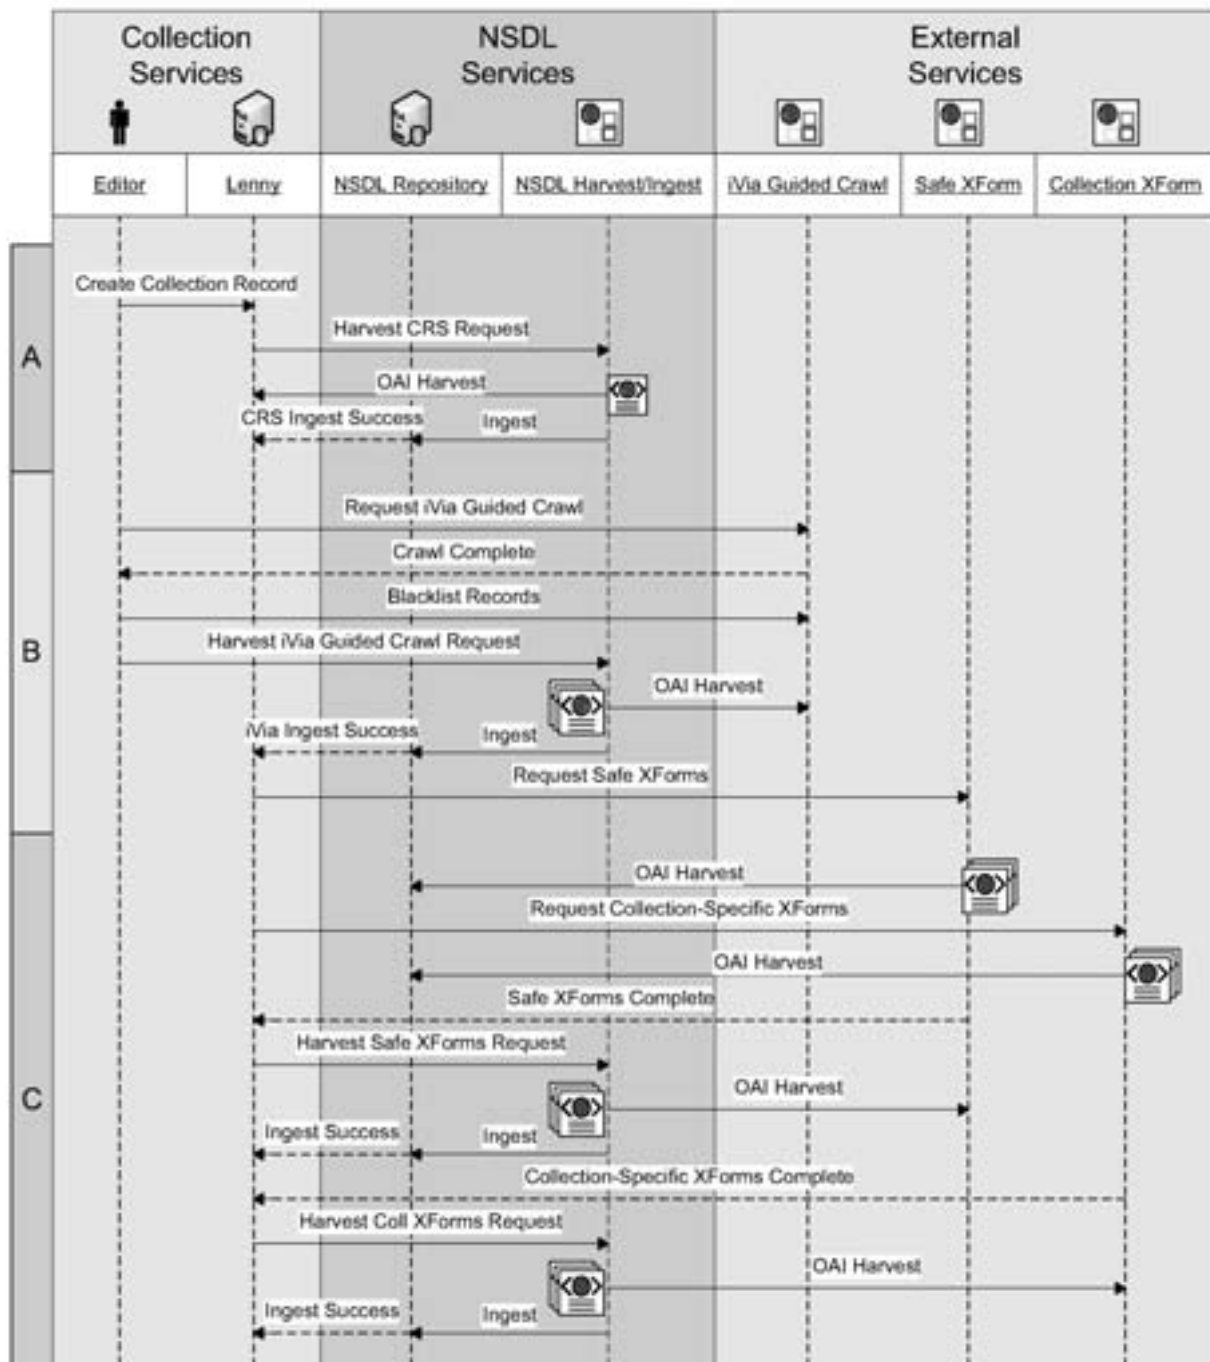 Collection
Services
NSDL
Services
External
Services
Editor
Lenny
NSDL Repository
NSDL Harvest/Ingest
iVia Guided Crawl
Safe XForm
Collection XForm
A
Create Collection Record
Harvest CRS Request
OAI Harvest
CRS Ingest Success
Ingest
B
Request iVia Guided Crawl
Crawl Complete
Blacklist Records
Harvest iVia Guided Crawl Request
OAI Harvest
iVia Ingest Success
Ingest
Request Safe XForms
C
OAI Harvest
Request Collection-Specific XForms
OAI Harvest
Safe XForms Complete
Harvest Safe XForms Request
OAI Harvest
Ingest Success
Ingest
Collection-Specific XForms Complete
Harvest Coll XForms Request
OAI Harvest
Ingest Success
Ingest